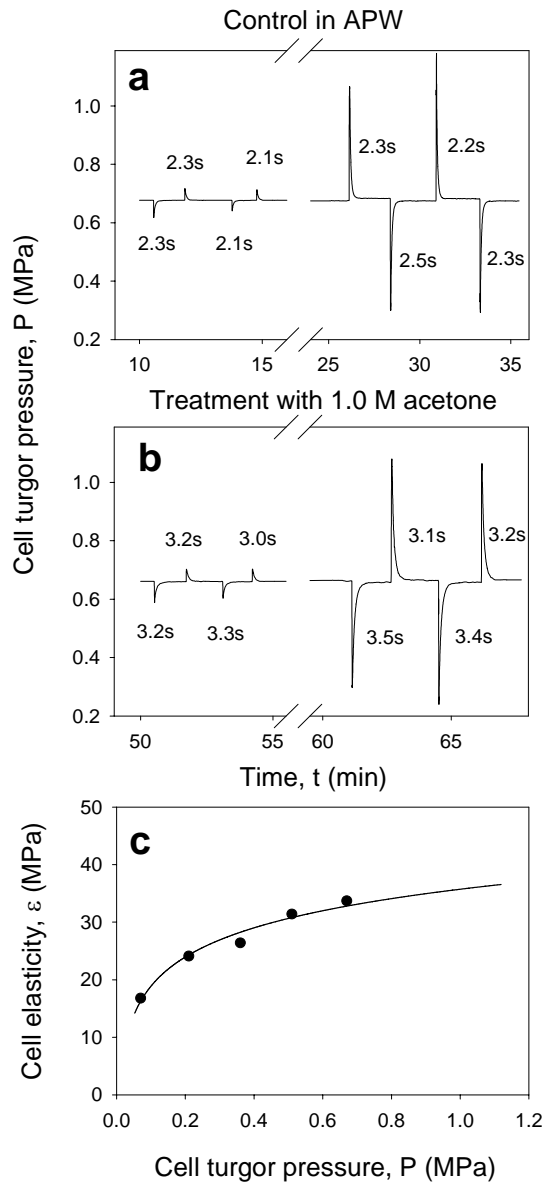 Control in APW
a
1.0
0.8
0.6
0.4
0.2
2.3s
2.1s
2.3s
2.1s
2.3s
2.2s
2.5s
2.3s
10
15
25
30
35
Cell turgor pressure, P (MPa)
Treatment with 1.0 M acetone
b
1.0
0.8
0.6
0.4
0.2
3.2s
3.0s
3.2s
3.3s
3.1s
3.2s
3.5s
3.4s
50
55
60
65
Time, t (min)
c
50
40
30
20
10
0
Cell elasticity, ε (MPa)
0.0
0.2
0.4
0.6
0.8
1.0
1.2
Cell turgor pressure, P (MPa)